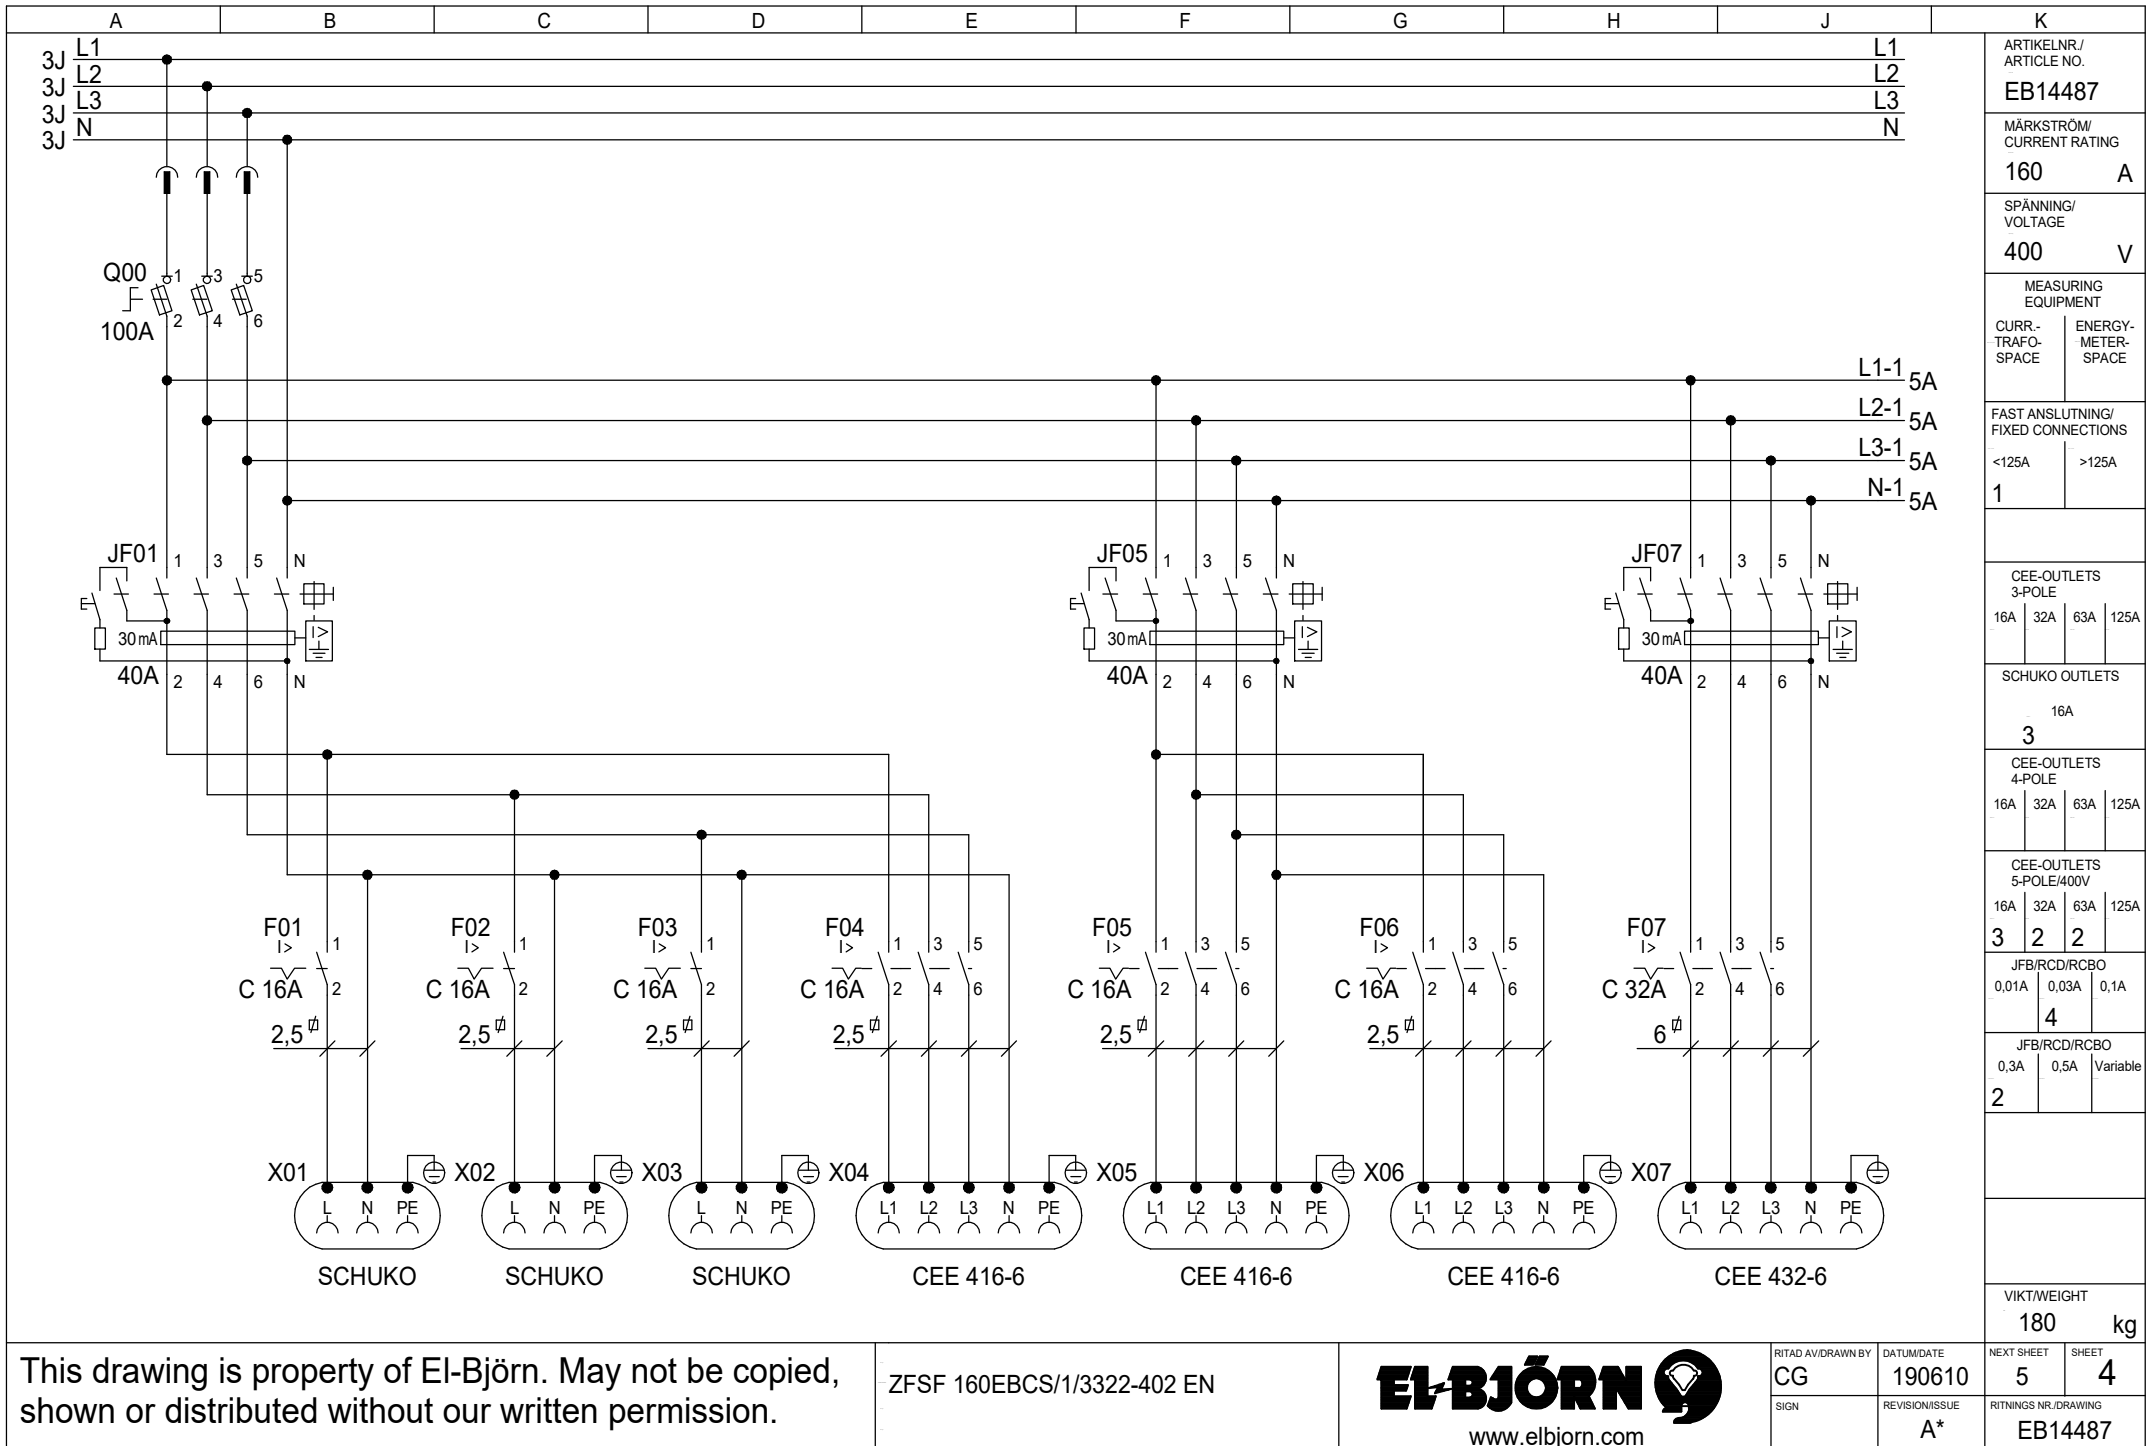 A B C D E F G H J K
3J L1 L1
3J L2 L2
3J L3 L3
3J N N
Q00 1 3 5
100A 2 4 6
L1-1 5A
L2-1 5A
L3-1 5A
N-1 5A
JF01 1 3 5 N
30 mA I>
40A 2 4 6 N
JF05 1 3 5 N
30 mA I>
40A 2 4 6 N
JF07 1 3 5 N
30 mA I>
40A 2 4 6 N
F01 I> 1
C 16A 2
2,5
F02 I> 1
C 16A 2
2,5
F03 I> 1
C 16A 2
2,5
F04 I> 1 3 5
C 16A 2 4 6
2,5
F05 I> 1 3 5
C 16A 2 4 6
2,5
F06 I> 1 3 5
C 16A 2 4 6
2,5
F07 I> 1 3 5
C 32A 2 4 6
6
X01 L N PE
SCHUKO
X02 L N PE
SCHUKO
X03 L N PE
SCHUKO
X04 L1 L2 L3 N PE
CEE 416-6
X05 L1 L2 L3 N PE
CEE 416-6
X06 L1 L2 L3 N PE
CEE 416-6
X07 L1 L2 L3 N PE
CEE 432-6
ARTIKELNR./
ARTICLE NO.
EB14487
MÄRKSTRÖM/
CURRENT RATING
160 A
SPÄNNING/
VOLTAGE
400 V
MEASURING
EQUIPMENT
CURR.- ENERGY-
TRAFO- METER-
SPACE SPACE
FAST ANSLUTNING/
FIXED CONNECTIONS
<125A >125A
1
CEE-OUTLETS
3-POLE
16A 32A 63A 125A
SCHUKO OUTLETS
16A
3
CEE-OUTLETS
4-POLE
16A 32A 63A 125A
CEE-OUTLETS
5-POLE/400V
16A 32A 63A 125A
3 2 2
JFB/RCD/RCBO
0,01A 0,03A 0,1A
4
JFB/RCD/RCBO
0,3A 0,5A Variable
2
VIKT/WEIGHT
180 kg
This drawing is property of El-Björn. May not be copied,
shown or distributed without our written permission.
ZFSF 160EBCS/1/3322-402 EN
EL-BJÖRN
www.elbjorn.com
RITAD AV/DRAWN BY
CG
DATUM/DATE
190610
NEXT SHEET
5
SHEET
4
SIGN
REVISION/ISSUE
A*
RITNINGS NR./DRAWING
EB14487